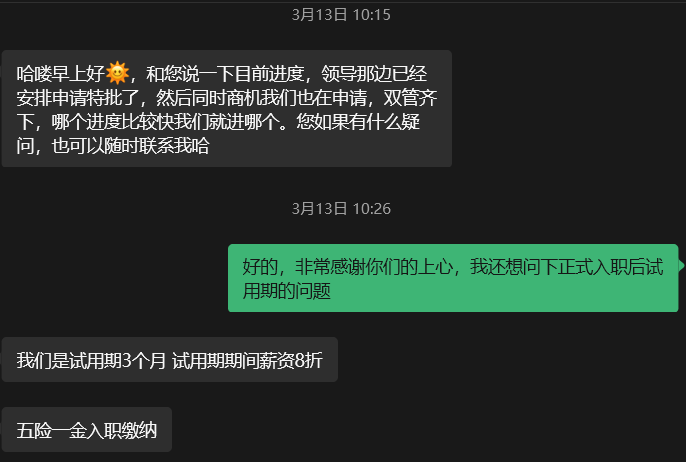 3月13日 10:15
哈喽早上好🌞，和您说一下目前进度，领导那边已经
安排申请特批了，然后同时商机我们也在申请，双管齐
下，哪个进度比较快我们就进哪个。您如果有什么疑
问，也可以随时联系我哈
3月13日 10:26
好的，非常感谢你们的上心，我还想问下正式入职后试
用期的问题
我们是试用期3个月 试用期期间薪资8折
五险一金入职缴纳